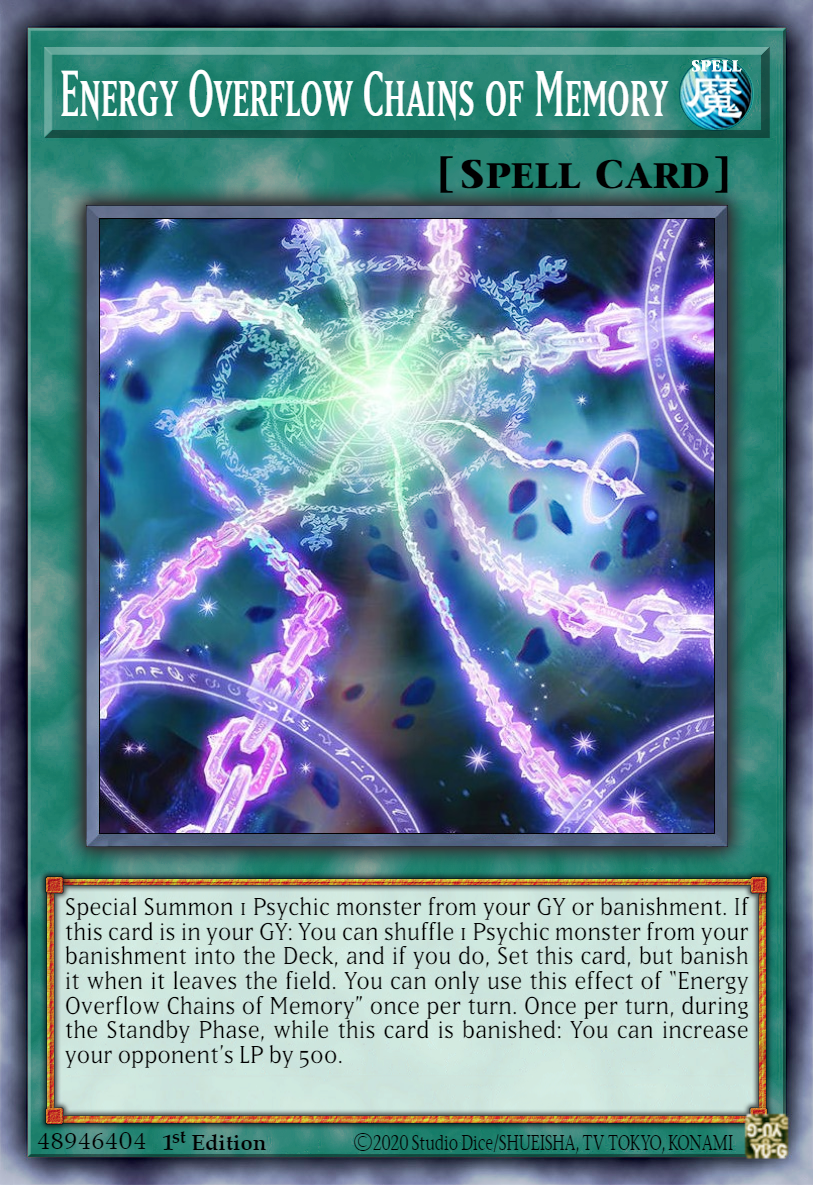 Energy Overflow Chains of Memory
SPELL
魔
[Spell Card]
Special Summon 1 Psychic monster from your GY or banishment. If
this card is in your GY: You can shuffle 1 Psychic monster from your
banishment into the Deck, and if you do, Set this card, but banish
it when it leaves the field. You can only use this effect of “Energy
Overflow Chains of Memory” once per turn. Once per turn, during
the Standby Phase, while this card is banished: You can increase
your opponent’s LP by 500.
48946404 1st Edition ©2020 Studio Dice/SHUEISHA, TV TOKYO, KONAMI